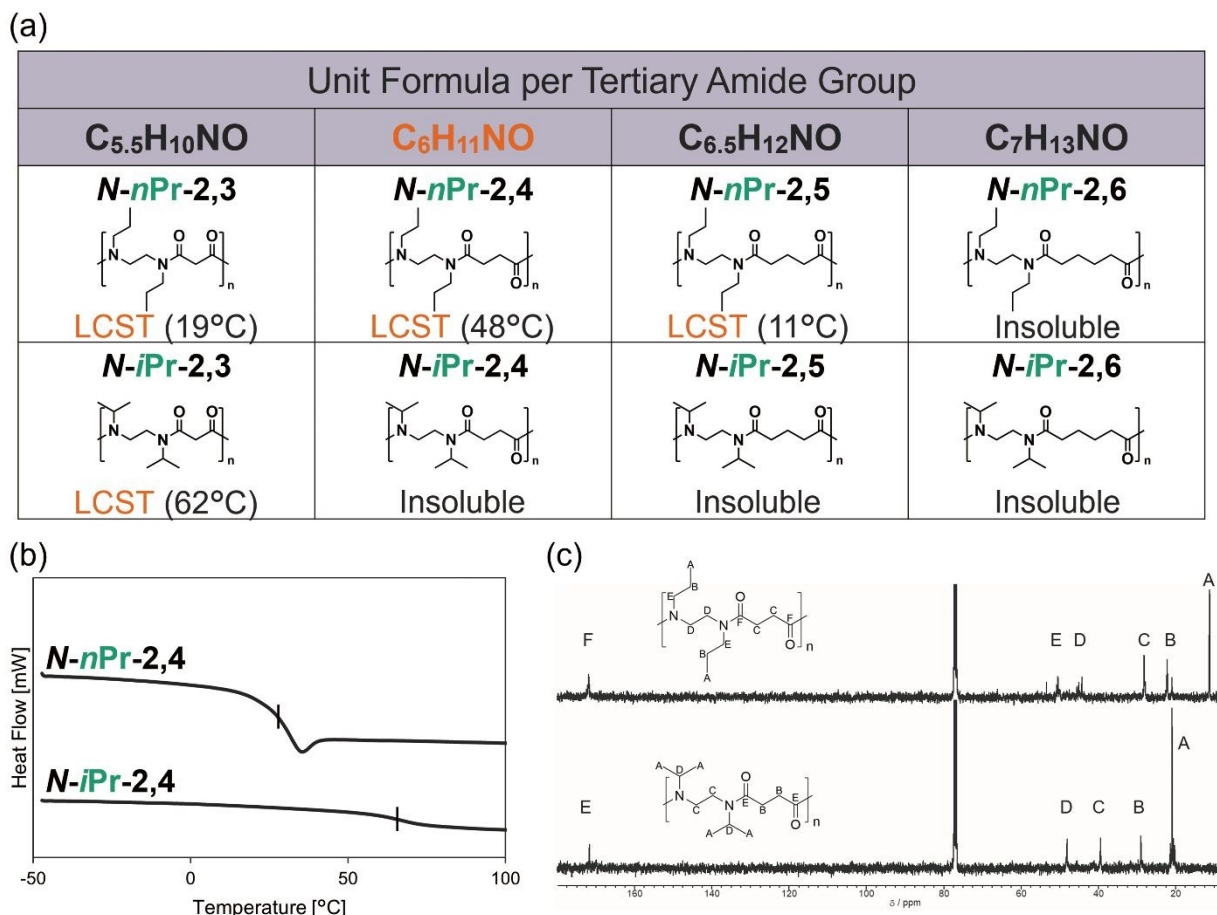 (a)
Unit Formula per Tertiary Amide Group
C₅.₅H₁₀NO C₆H₁₁NO C₆.₅H₁₂NO C₇H₁₃NO
N-nPr-2,3 N-nPr-2,4 N-nPr-2,5 N-nPr-2,6
O O O O O O
N N N N N N N N
n n n n
O O
LCST (19°C) LCST (48°C) LCST (11°C) Insoluble
N-iPr-2,3 N-iPr-2,4 N-iPr-2,5 N-iPr-2,6
O O O O O O
N N N N N N N N
n n n n
O O
LCST (62°C) Insoluble Insoluble Insoluble
(b)
Heat Flow [mW]
N-nPr-2,4
N-iPr-2,4
-50 0 50 100
Temperature [°C]
(c)
A
B
E D O C F
N D N F C O n
B E
A
F E D C B A
A D A A D A
N C N E O B B E O n
C
E D C B A
160 140 120 100 80 60 40 20
δ / ppm